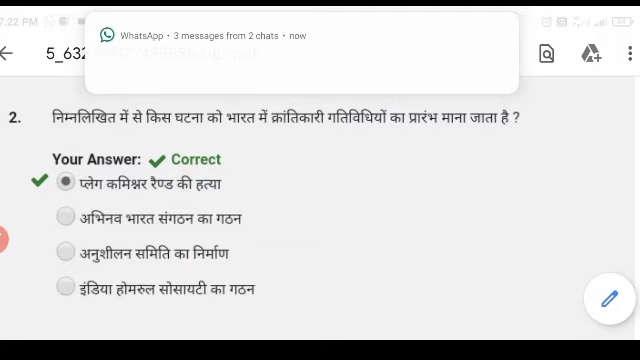 7:22 PM
WhatsApp • 3 messages from 2 chats • now
5_632
2. निम्नलिखित में से किस घटना को भारत में क्रांतिकारी गतिविधियों का प्रारंभ माना जाता है ?
Your Answer: Correct
प्लेग कमिश्नर रैण्ड की हत्या
अभिनव भारत संगठन का गठन
अनुशीलन समिति का निर्माण
इंडिया होमरुल सोसायटी का गठन